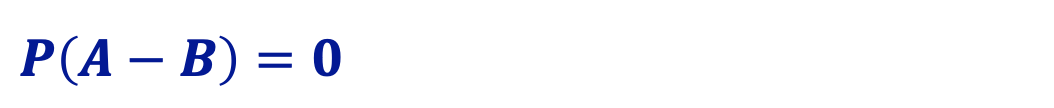 P(A − B) = 0